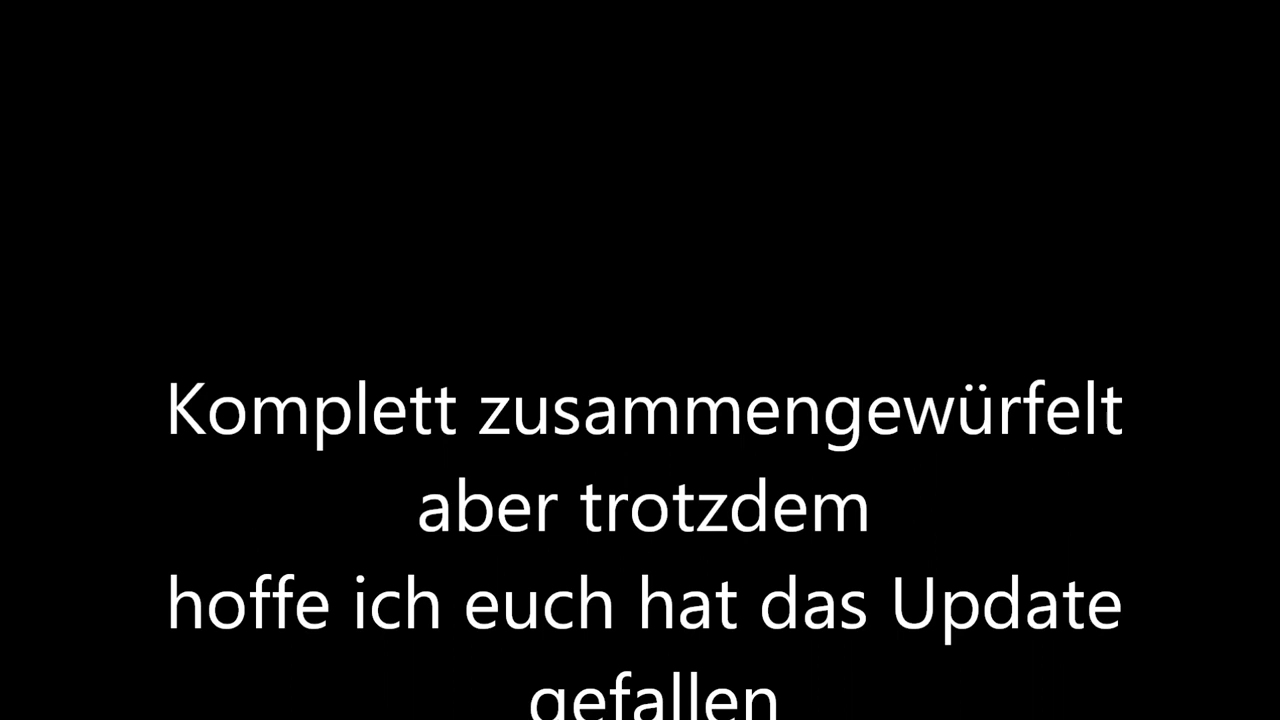 Komplett zusammengewürfelt
aber trotzdem
hoffe ich euch hat das Update
gefallen